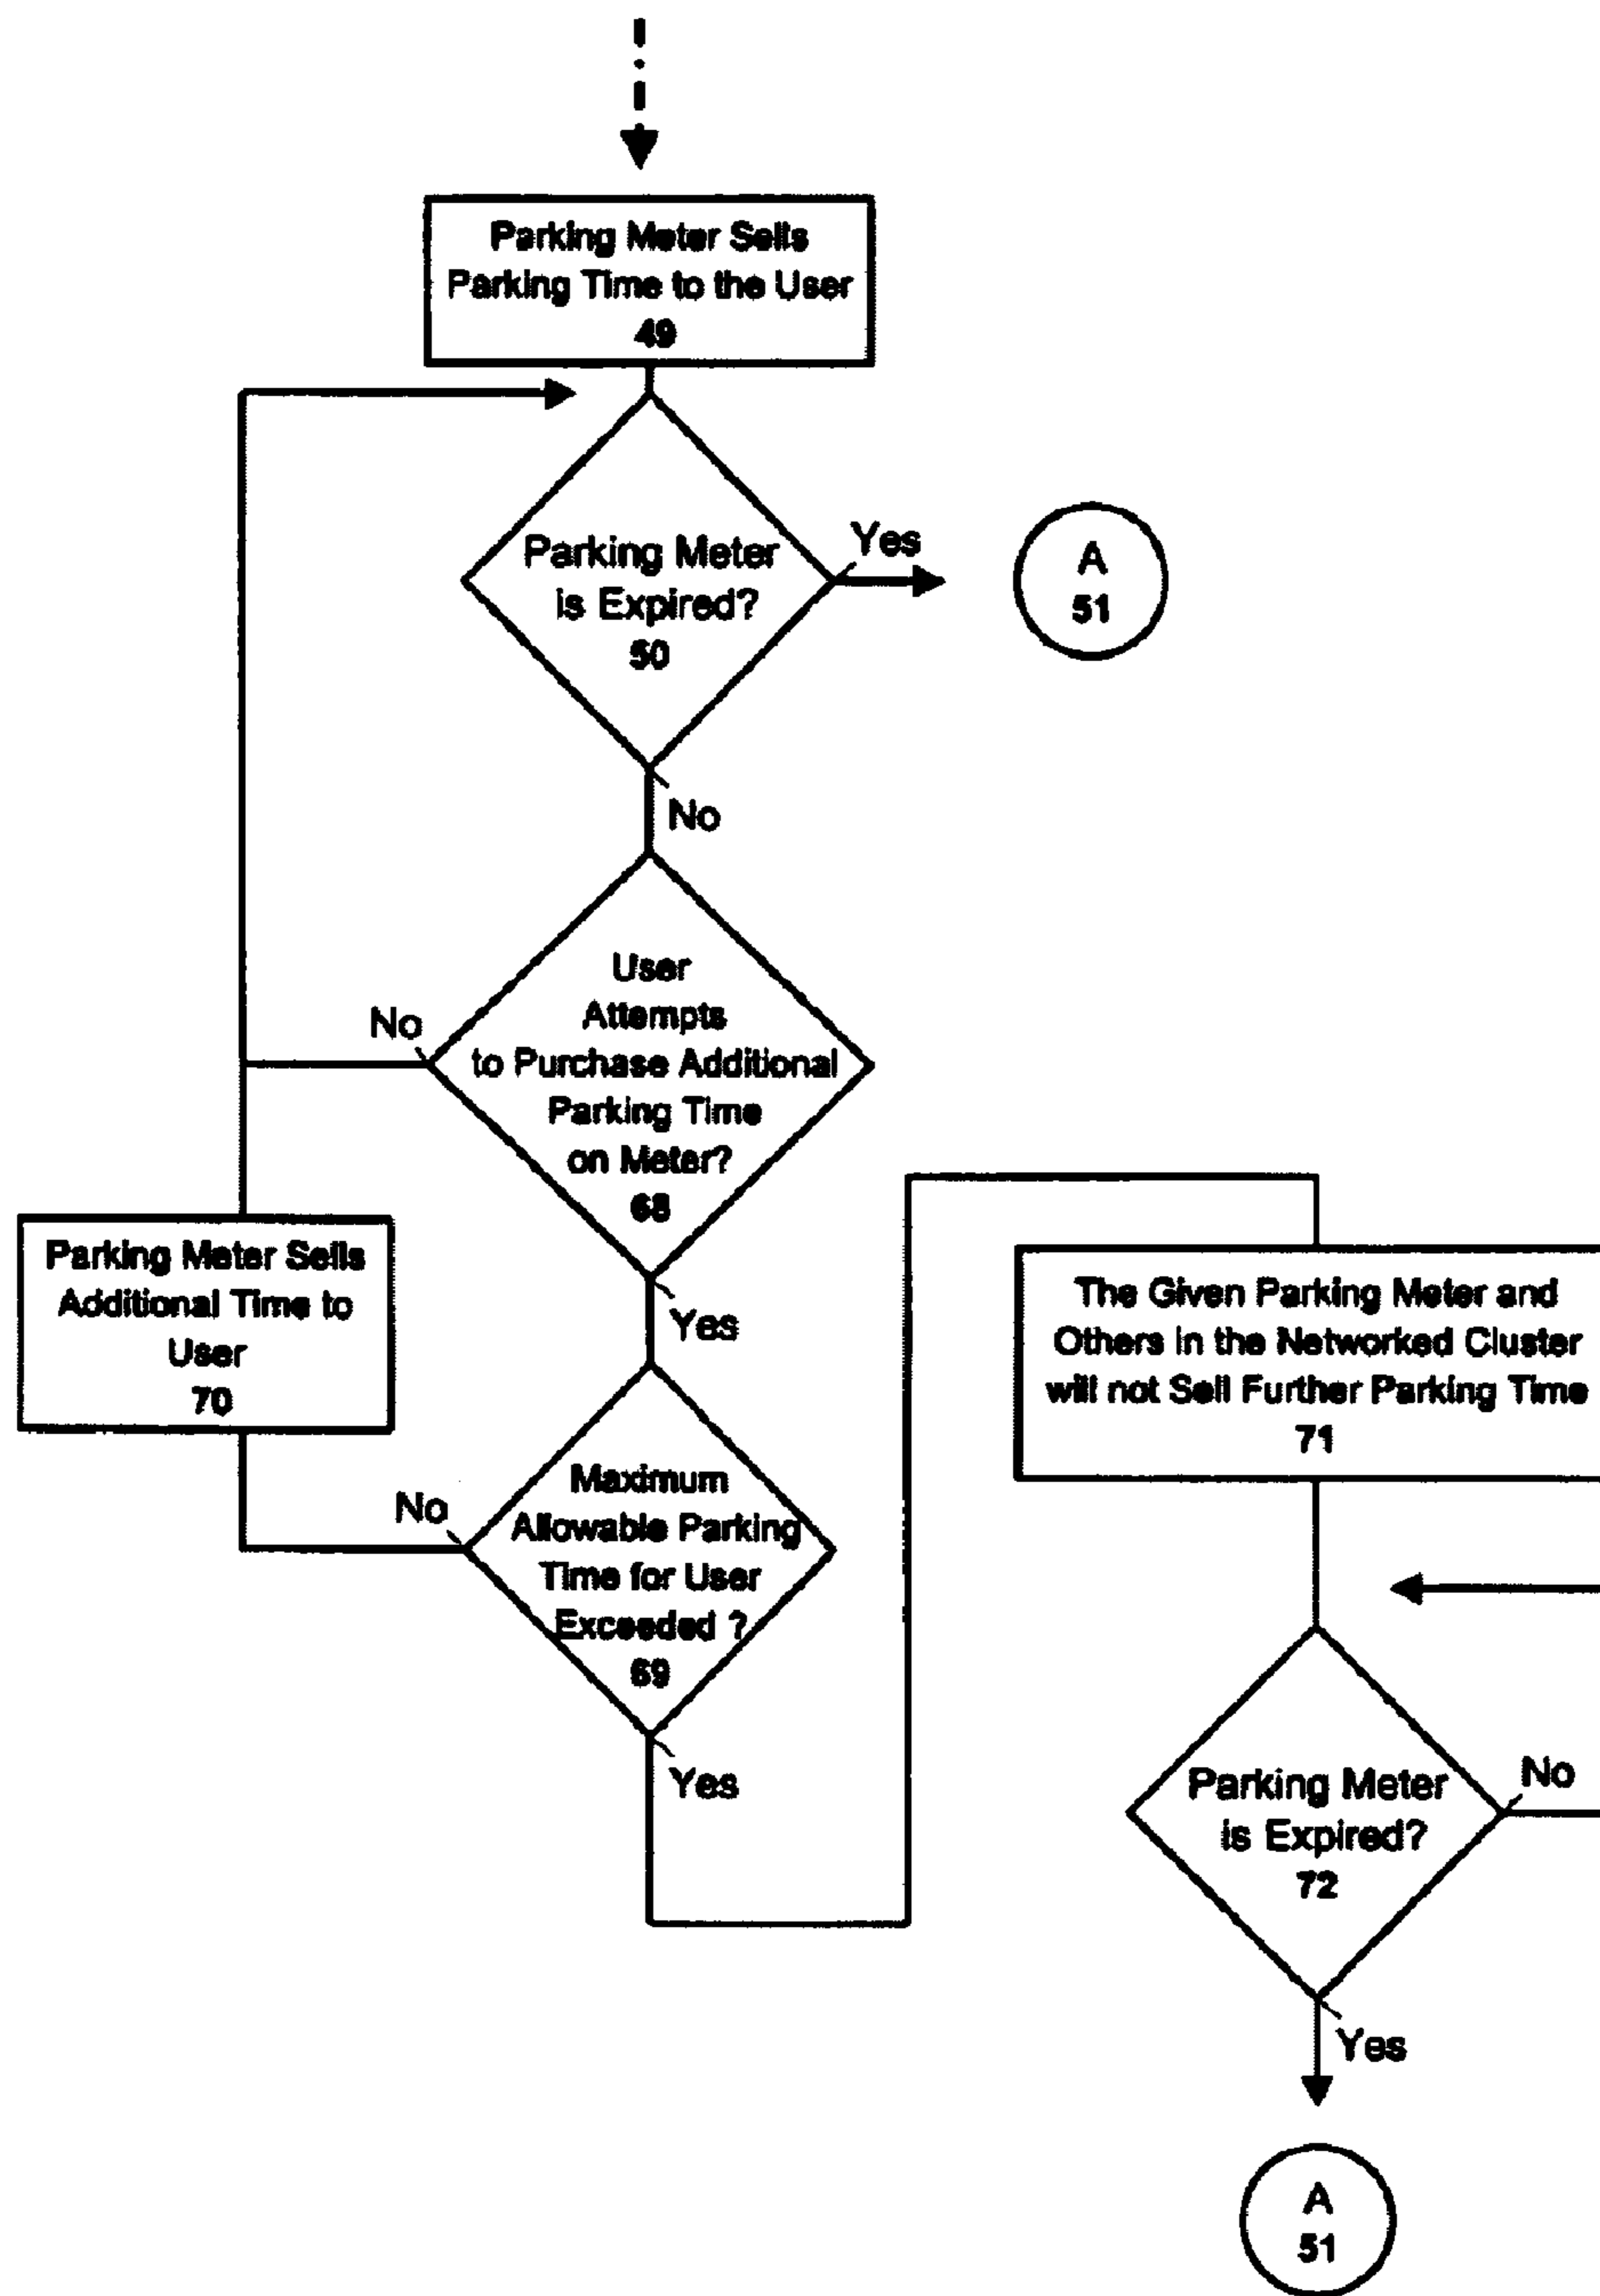 Parking Meter Sells
Parking Time to the User
49
Parking Meter
is Expired?
50
Yes
A
51
No
User
Attempts
to Purchase Additional
Parking Time
on Meter?
68
No
Yes
Parking Meter Sells
Additional Time to
User
70
Maximum
Allowable Parking
Time for User
Exceeded ?
69
No
Yes
The Given Parking Meter and
Others in the Networked Cluster
will not Sell Further Parking Time
71
Parking Meter
is Expired?
72
No
Yes
A
51